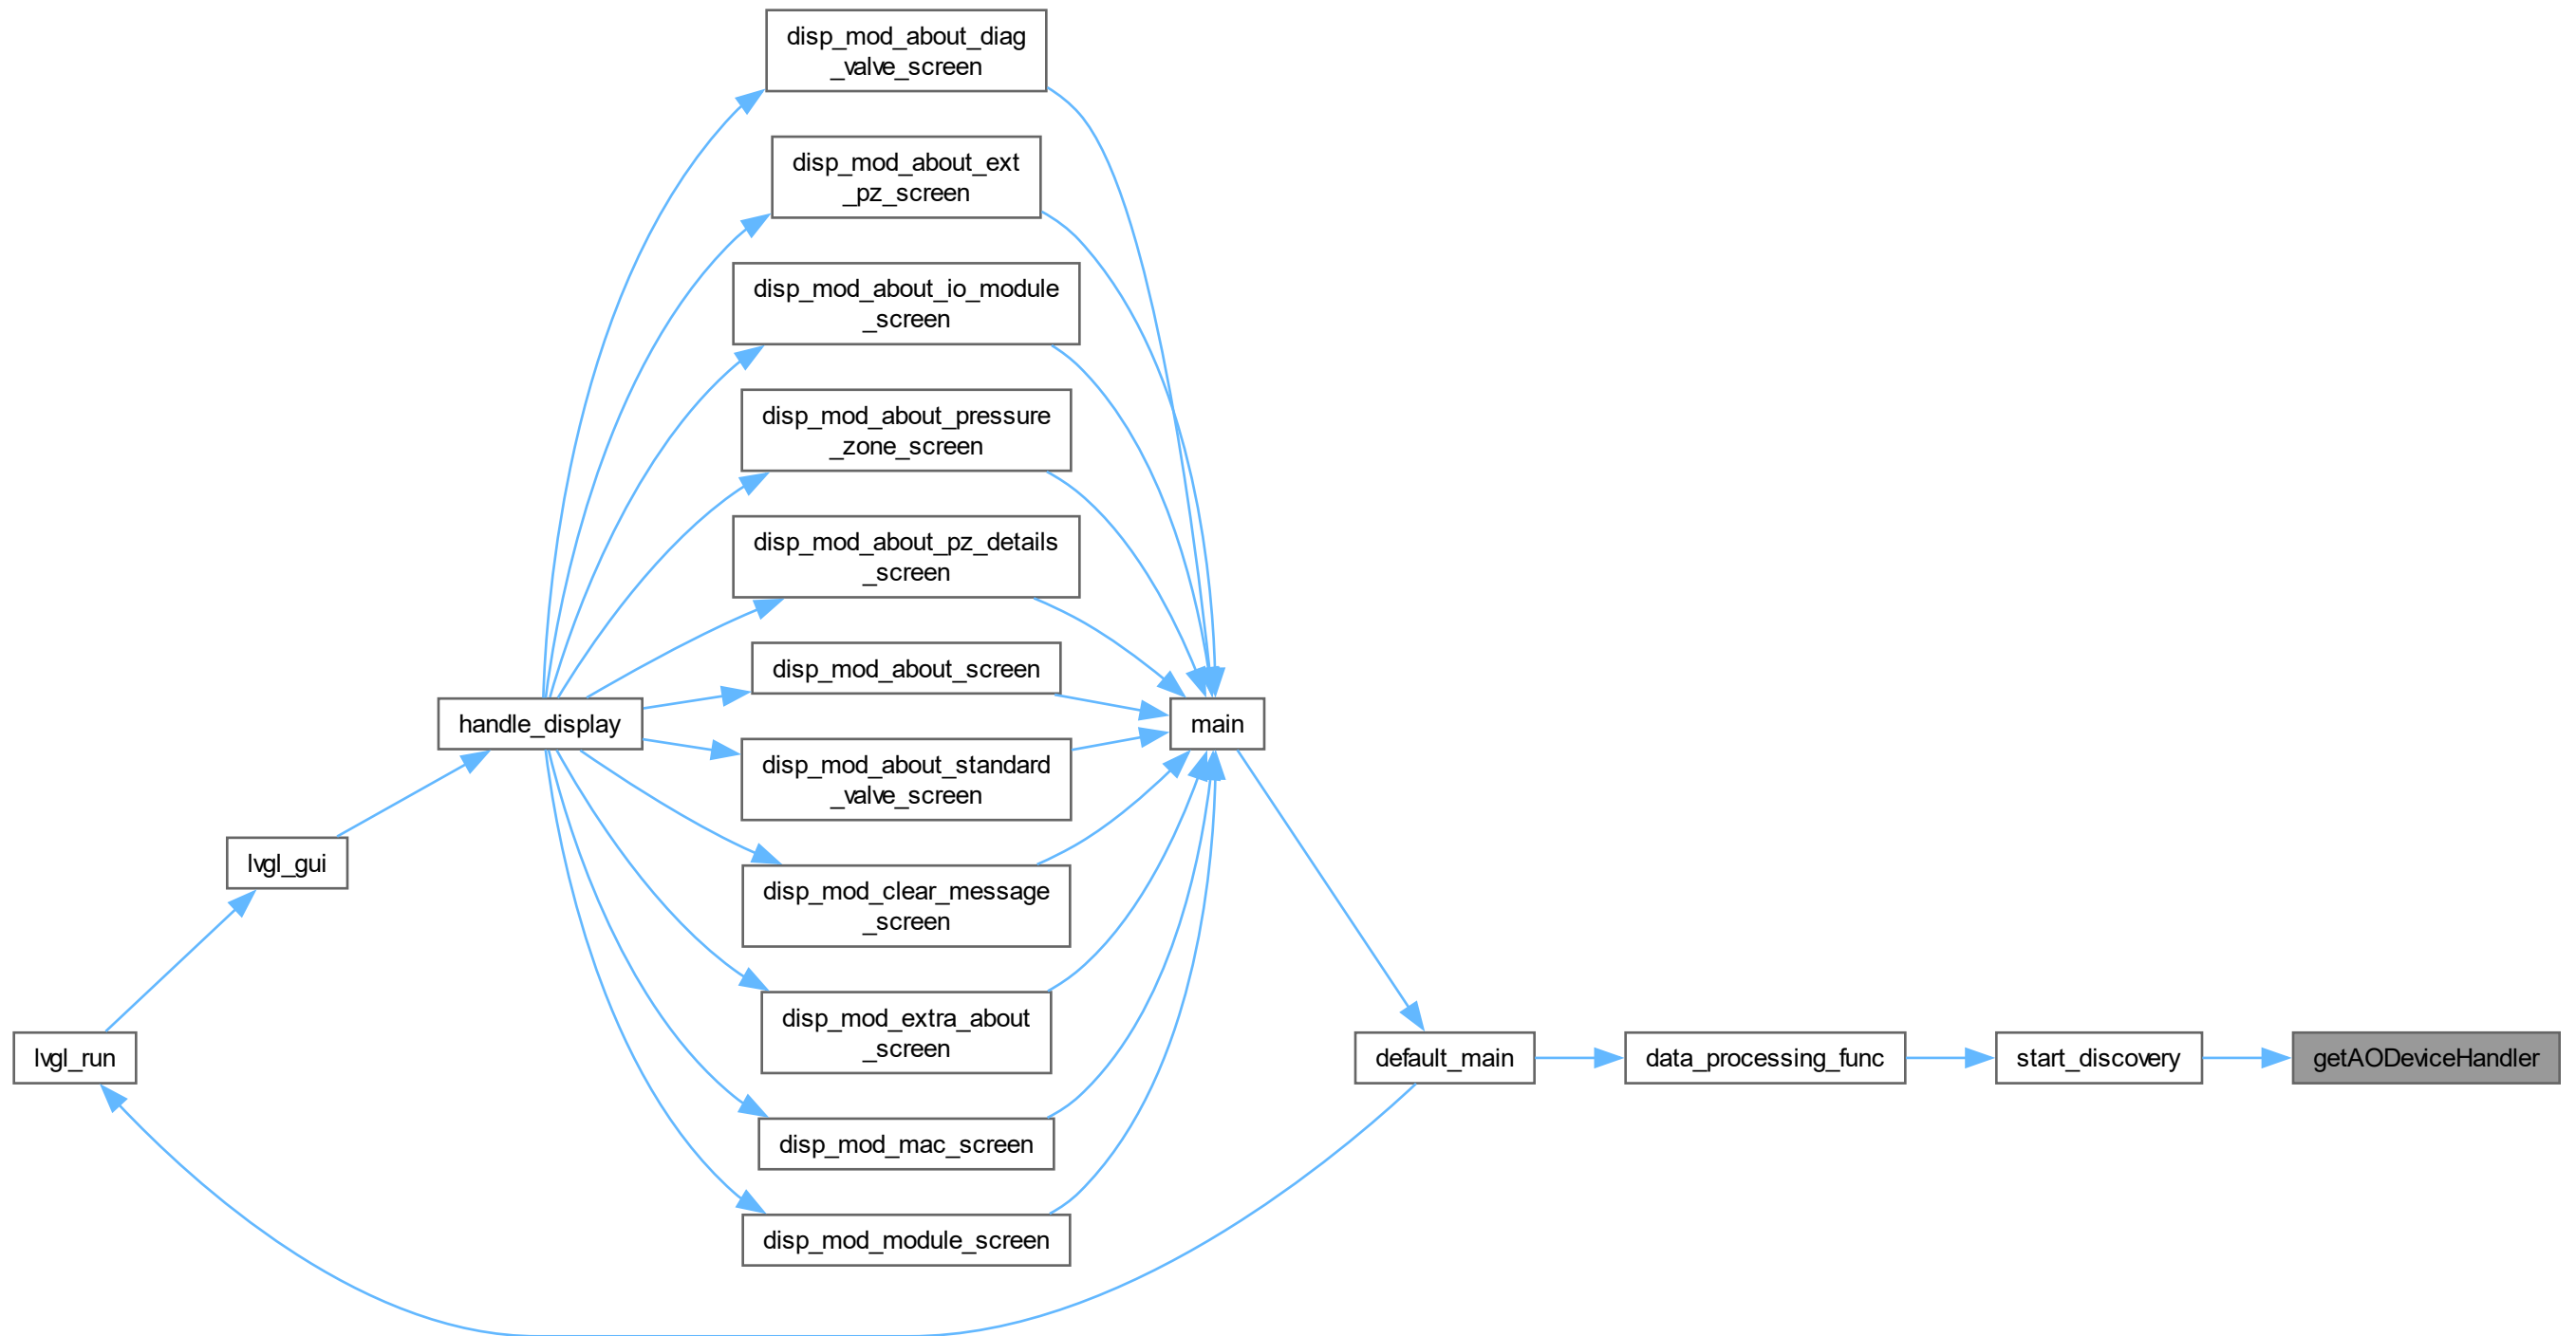 disp_mod_about_diag
_valve_screen
disp_mod_about_ext
_pz_screen
disp_mod_about_io_module
_screen
disp_mod_about_pressure
_zone_screen
disp_mod_about_pz_details
_screen
disp_mod_about_screen
handle_display
main
disp_mod_about_standard
_valve_screen
lvgl_gui
disp_mod_clear_message
_screen
disp_mod_extra_about
_screen
lvgl_run
default_main
data_processing_func
start_discovery
getAODeviceHandler
disp_mod_mac_screen
disp_mod_module_screen